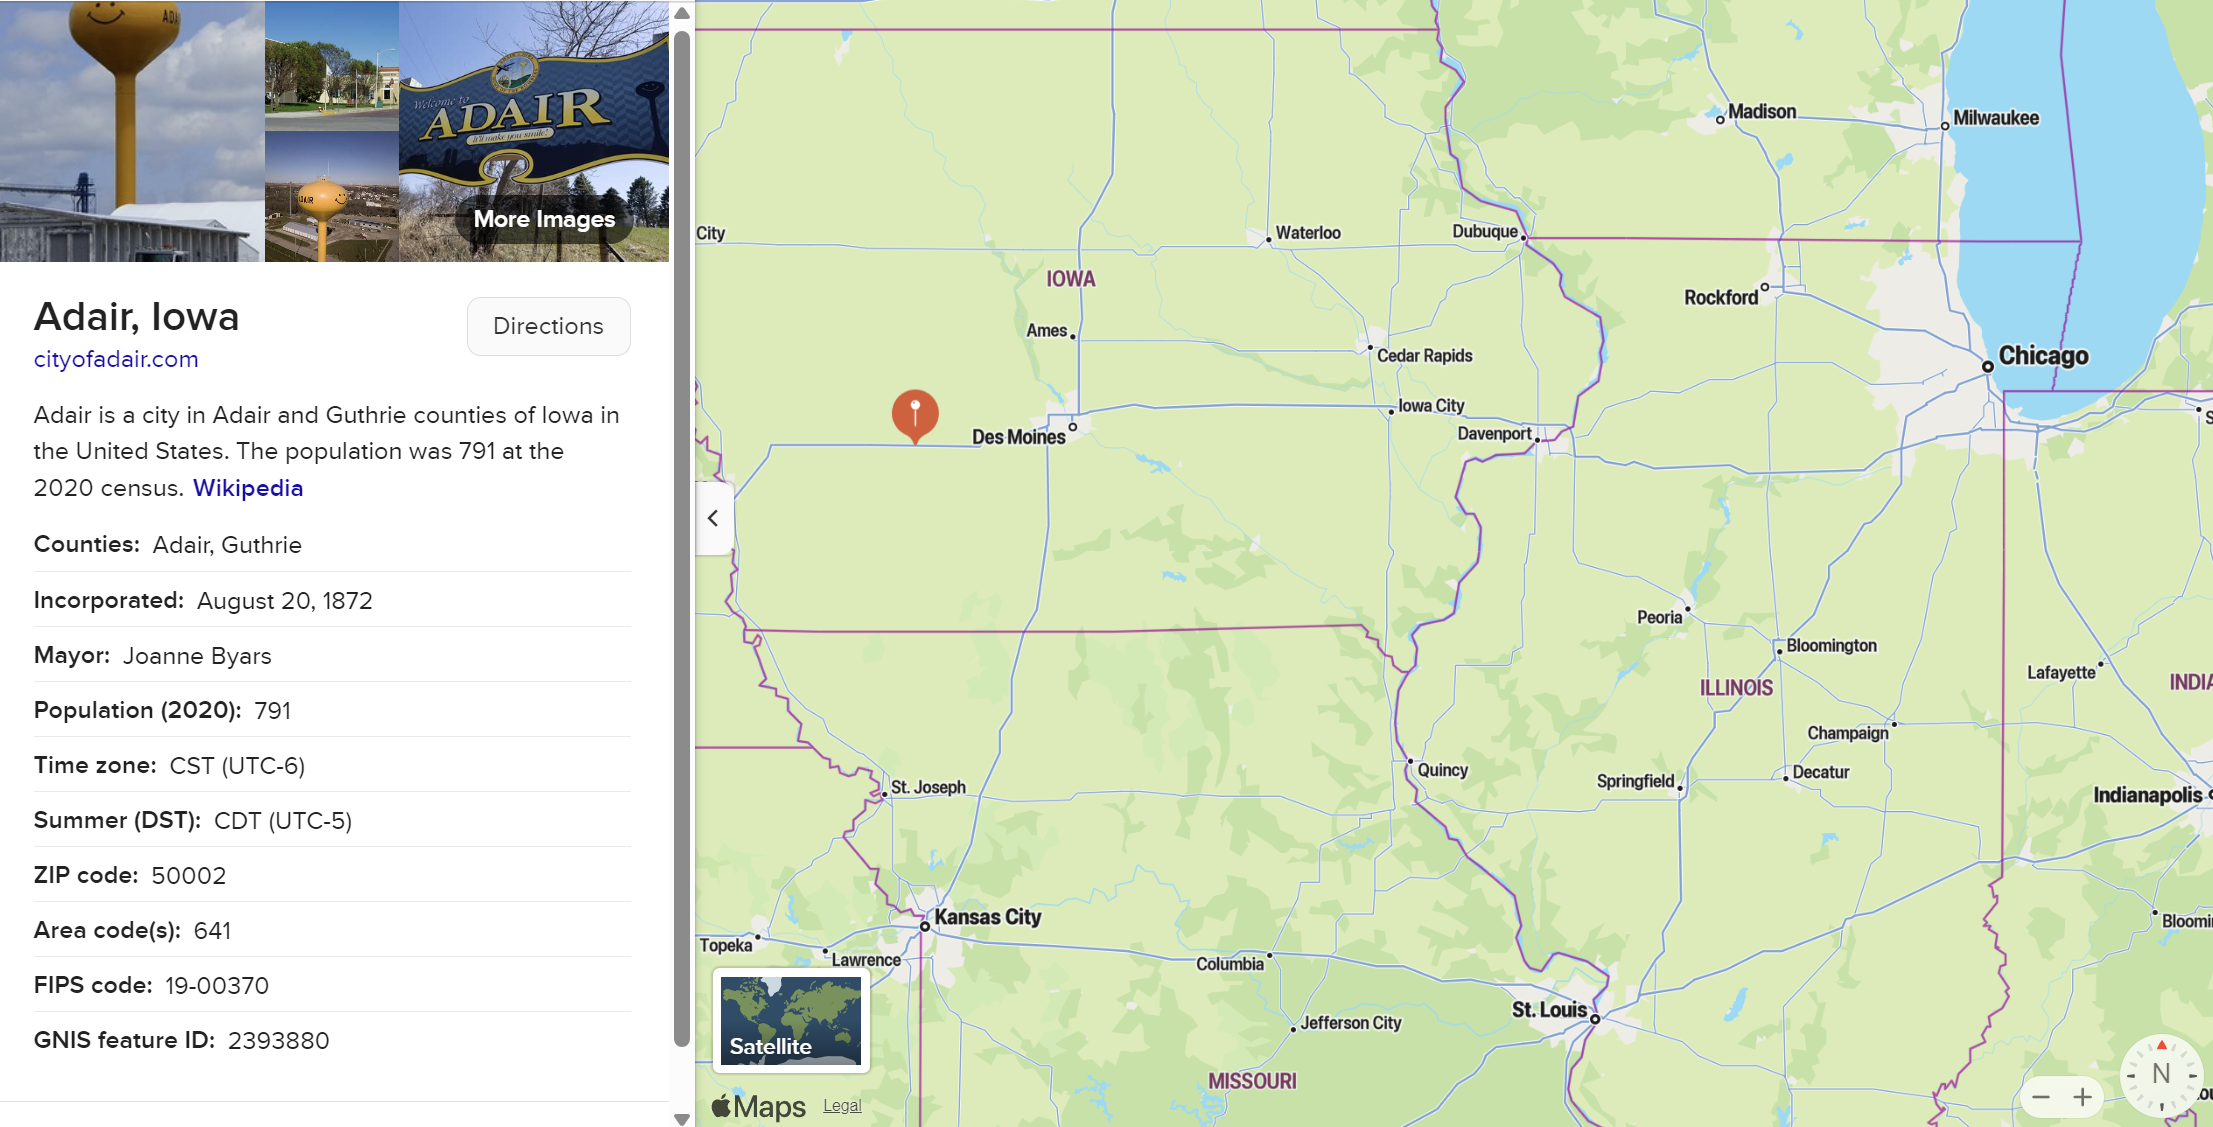 ADA
Welcome to
ADAIR
It'll make you smile!
ADAIR
More Images
Adair, Iowa
Directions
cityofadair.com
Adair is a city in Adair and Guthrie counties of Iowa in
the United States. The population was 791 at the
2020 census. Wikipedia
Counties: Adair, Guthrie
Incorporated: August 20, 1872
Mayor: Joanne Byars
Population (2020): 791
Time zone: CST (UTC-6)
Summer (DST): CDT (UTC-5)
ZIP code: 50002
Area code(s): 641
FIPS code: 19-00370
GNIS feature ID: 2393880
Madison
Milwaukee
City
Waterloo
Dubuque
IOWA
Rockford
Ames
Cedar Rapids
Chicago
Iowa City
Des Moines
Davenport
S
Peoria
Bloomington
Lafayette
ILLINOIS
INDIA
Champaign
Quincy
Springfield
Decatur
St. Joseph
Indianapolis
Kansas City
Bloomi
Topeka
Lawrence
Columbia
St. Louis
Jefferson City
Satellite
MISSOURI
N
Maps
Legal